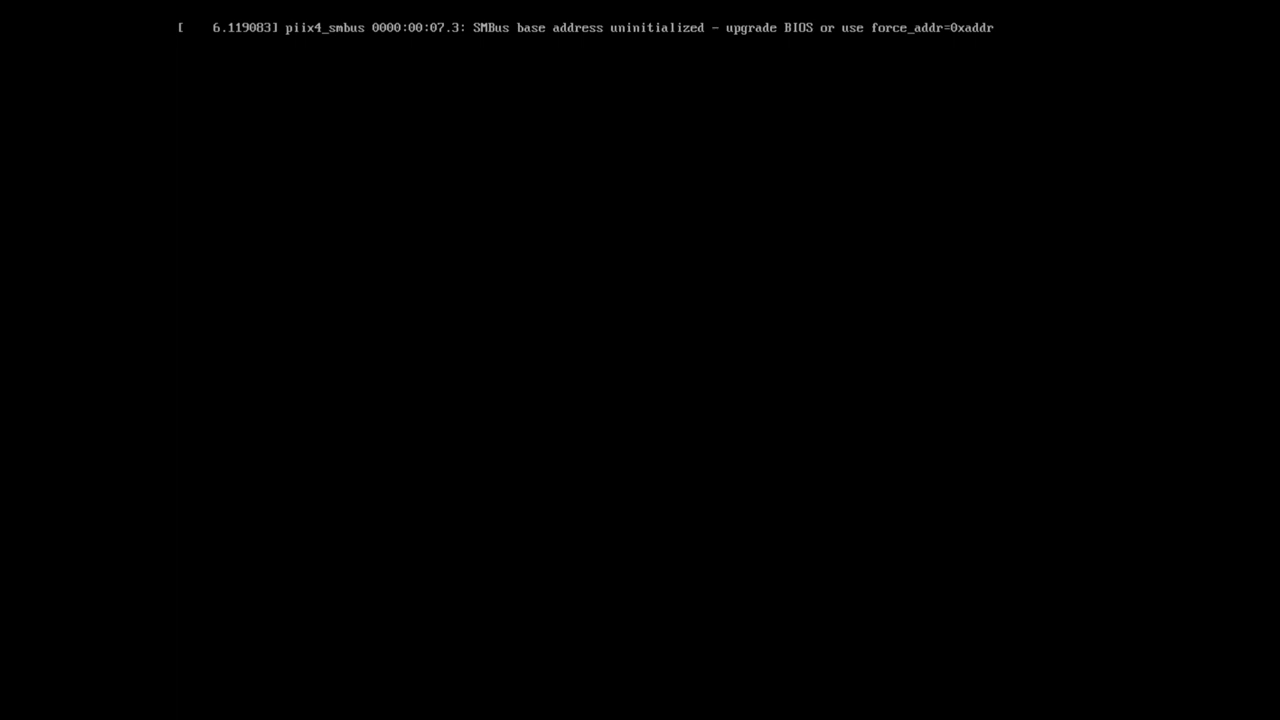 [    6.119083] piix4_smbus 0000:00:07.3: SMBus base address uninitialized - upgrade BIOS or use force_addr=0xaddr